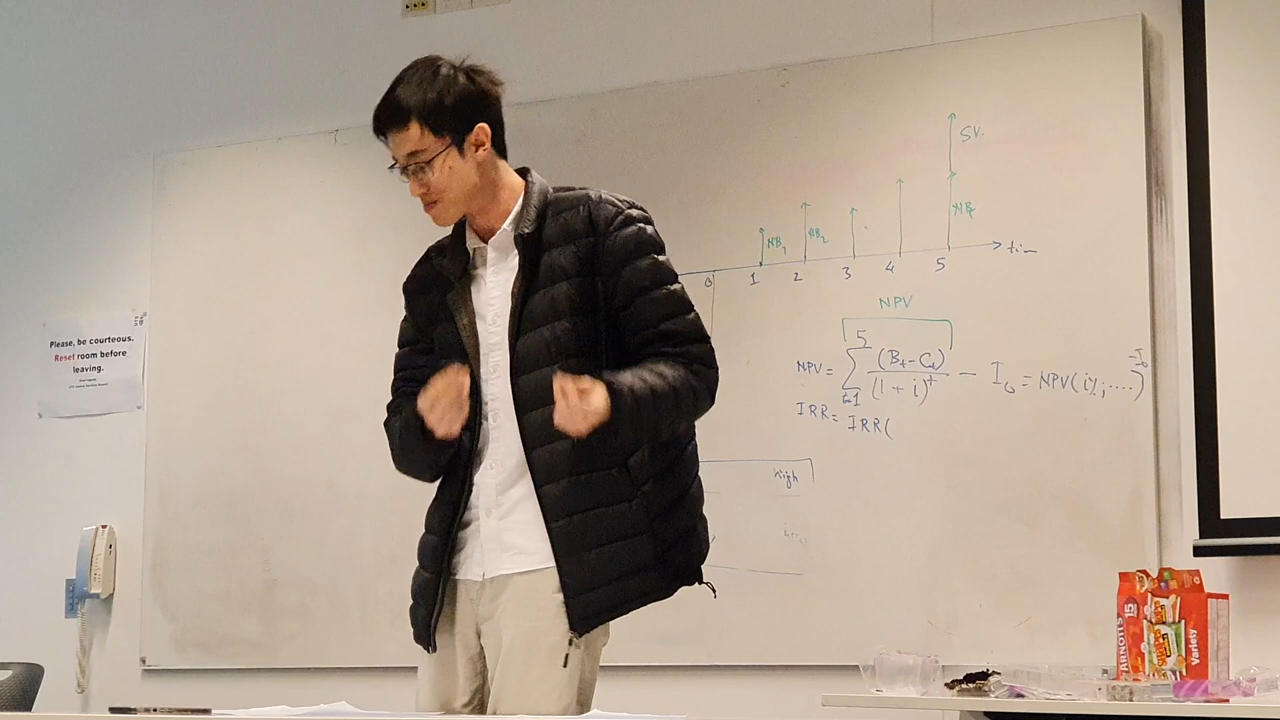 Please, be courteous.
Reset room before
leaving.
SV.
NB₁
NB₂
0 1 2 3 4 5
NPV
NPV = ∑_{t=1}^{5} (Bₜ - Cₜ) / (1 + i)ᵗ - I₀ = NPV(i%, ....) - I₀
IRR = IRR(
high
ARNOTT'S
15
Variety